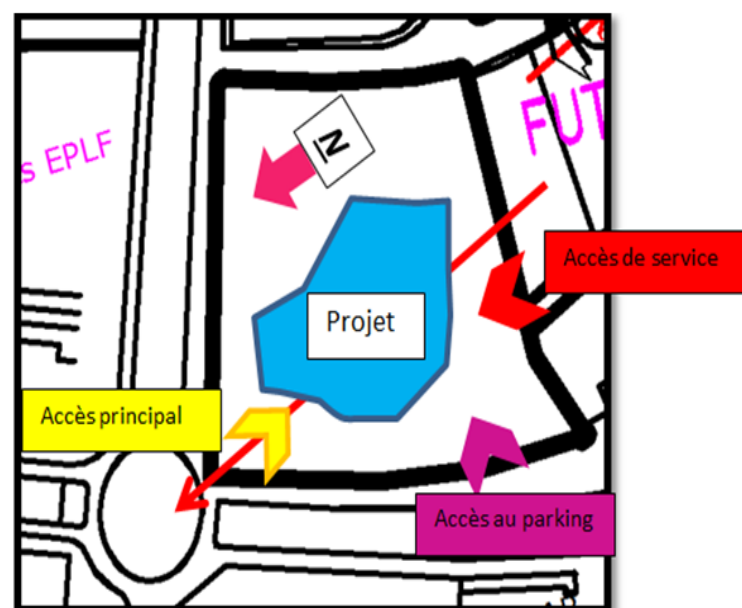 s EPLF
N
FUT
Projet
Accès de service
Accès principal
Accès au parking